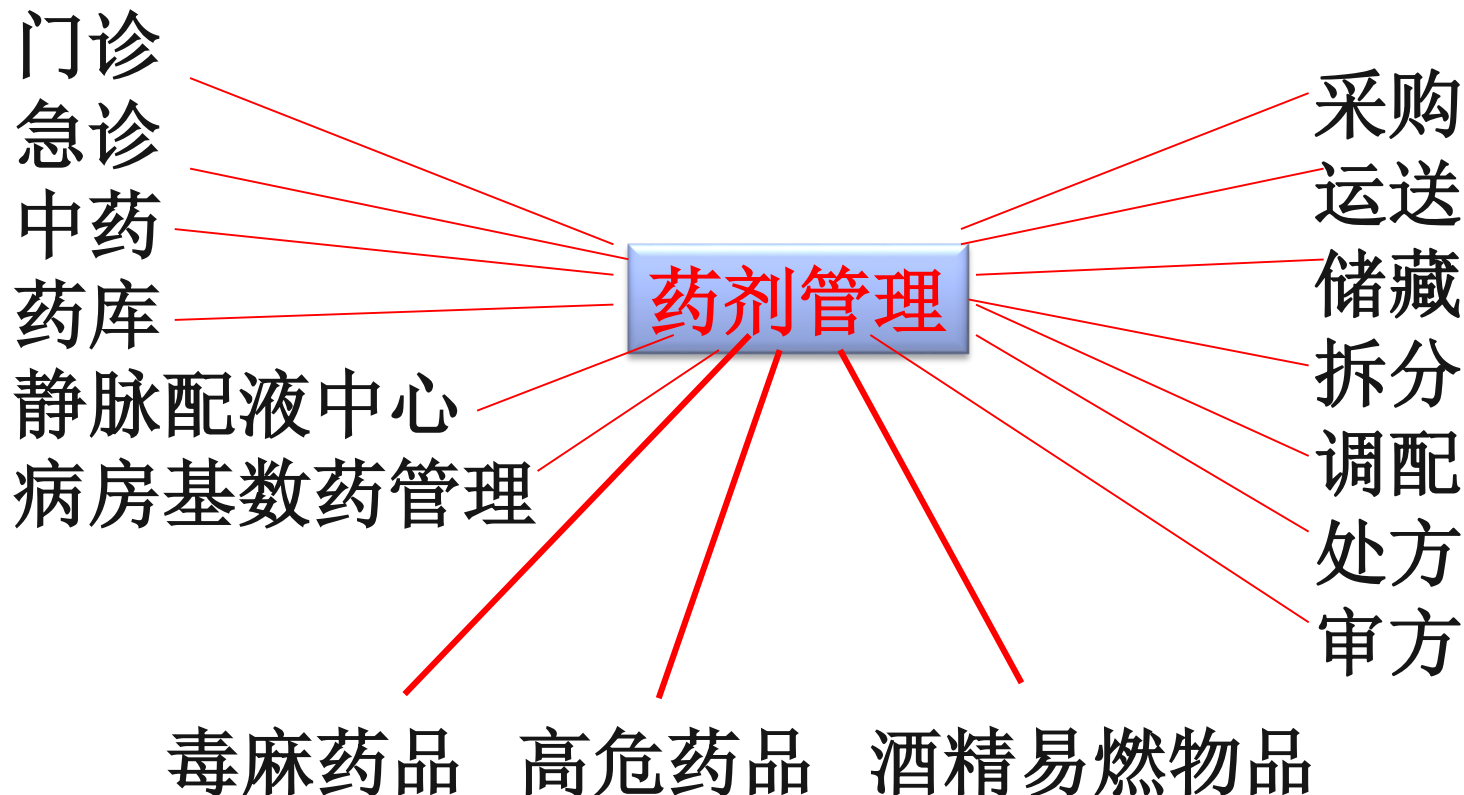 门诊
急诊
中药
药库
静脉配液中心
病房基数药管理
药剂管理
采购
运送
储藏
拆分
调配
处方
审方
毒麻药品
高危药品
酒精易燃物品